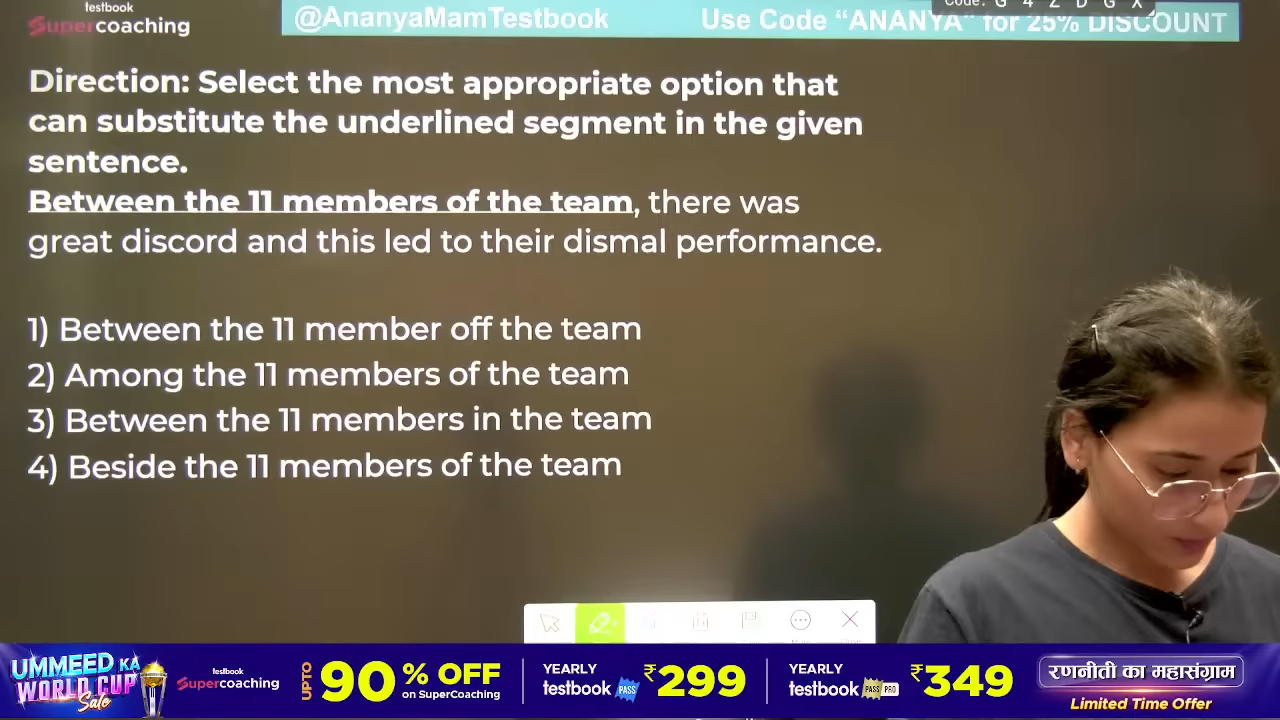 testbook
Supercoaching
@AnanyaMamTestbook
Use Code “ANANYA” for 25% DISCOUNT
Code: G 4 Z D G X
Direction: Select the most appropriate option that
can substitute the underlined segment in the given
sentence.
Between the 11 members of the team, there was
great discord and this led to their dismal performance.
1) Between the 11 member off the team
2) Among the 11 members of the team
3) Between the 11 members in the team
4) Beside the 11 members of the team
UMMEED KA
WORLD CUP
Sale
testbook
Supercoaching
UPTO
90% OFF
on SuperCoaching
YEARLY
testbook PASS
₹299
YEARLY
testbook PASS PRO
₹349
रणनीती का महासंग्राम
Limited Time Offer